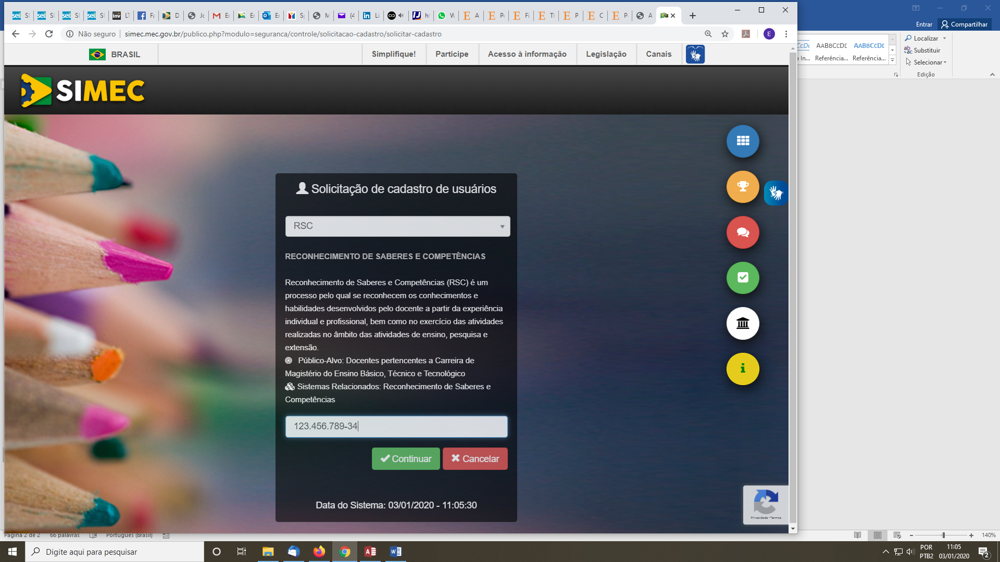 Entrar
Compartilhar
Não seguro
simec.mec.gov.br/publico.php?modulo=seguranca/controle/solicitacao-cadastro/solicitar-cadastro
E
BRASIL
Simplifique!
Participe
Acesso à informação
Legislação
Canais
Localizar
Substituir
Selecionar
Edição
AABBCCDE
AABBCCDE
Referência...
Referência...
SIMEC
Solicitação de cadastro de usuários
RSC
RECONHECIMENTO DE SABERES E COMPETÊNCIAS
Reconhecimento de Saberes e Competências (RSC) é um
processo pelo qual se reconhecem os conhecimentos e
habilidades desenvolvidos pelo docente a partir da experiência
individual e profissional, bem como no exercício das atividades
realizadas no âmbito das atividades de ensino, pesquisa e
extensão.
Público-Alvo: Docentes pertencentes a Carreira de
Magistério do Ensino Básico, Técnico e Tecnológico
Sistemas Relacionados: Reconhecimento de Saberes e
Competências
123.456.789-34
Continuar
Cancelar
Data do Sistema: 03/01/2020 - 11:05:30
Privacidade • Termos
Página 2 de 2
66 palavras
Português (Brasil)
140%
Digite aqui para pesquisar
POR
PTB2
11:05
03/01/2020
2